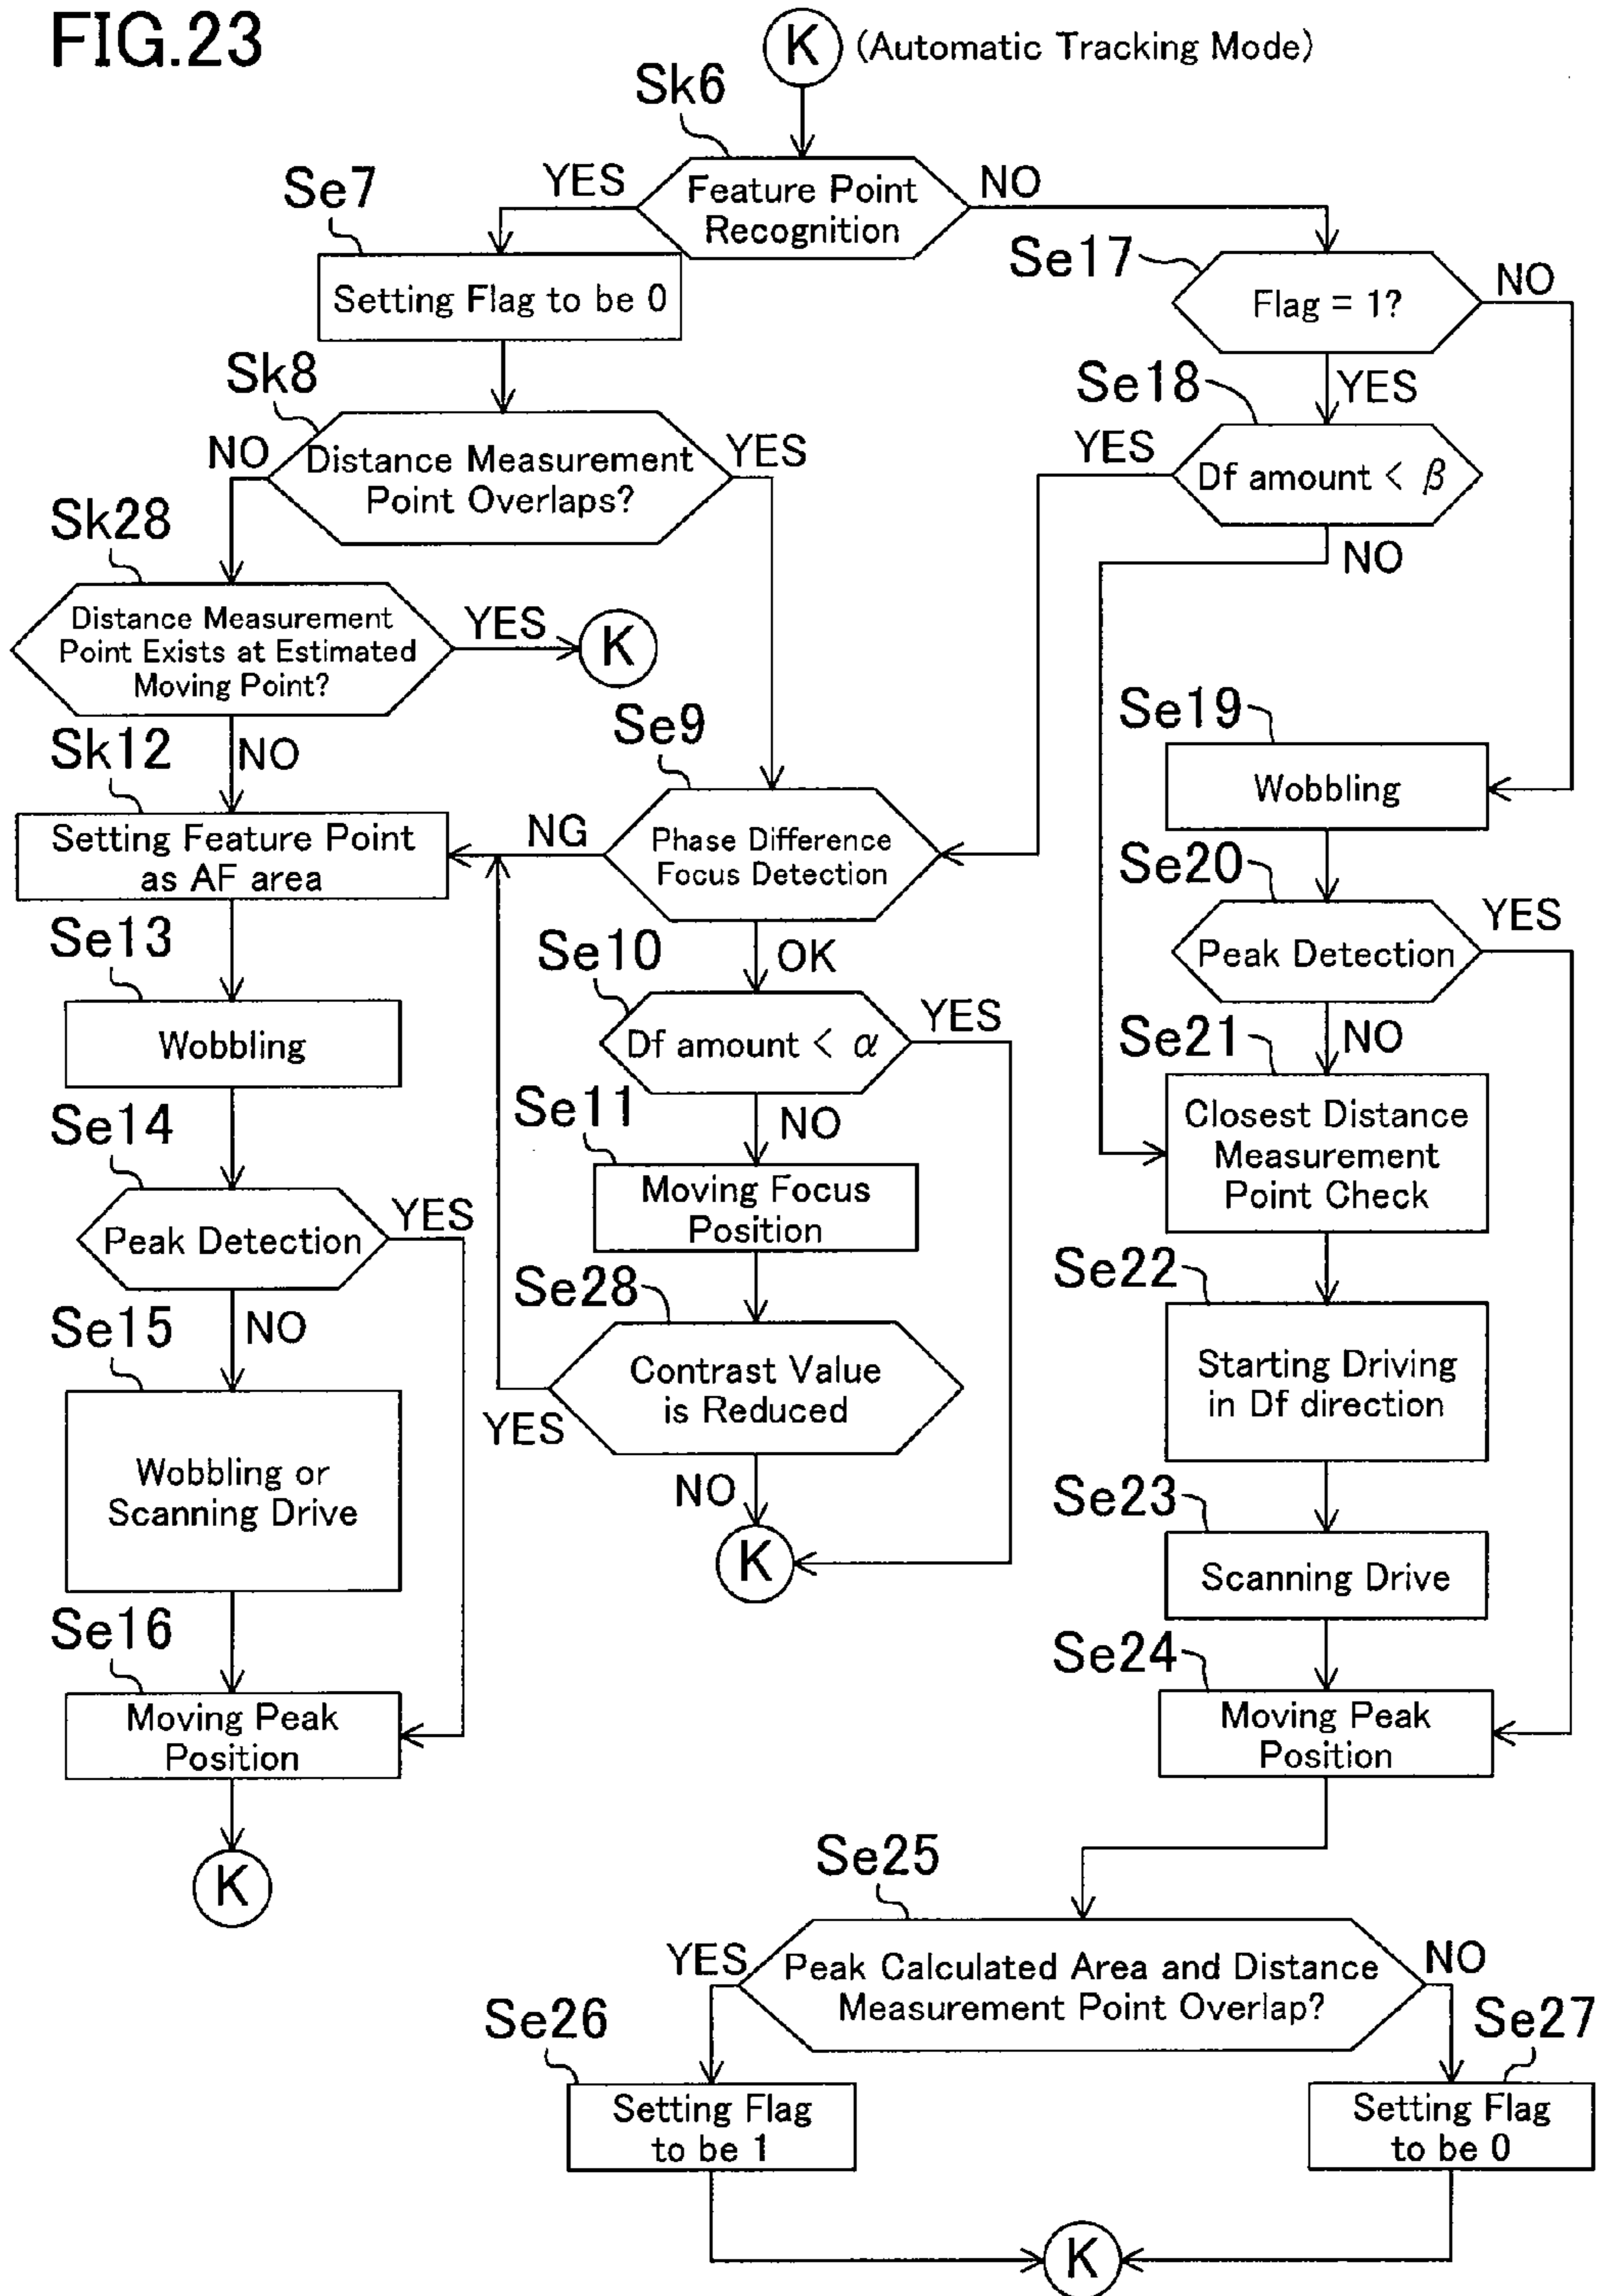 FIG.23
K (Automatic Tracking Mode)
Sk6
Feature Point
Recognition
YES
NO
Se7
Setting Flag to be 0
Se17
Flag = 1?
NO
YES
Sk8
Distance Measurement
Point Overlaps?
NO
YES
Se18
Df amount < β
YES
NO
Sk28
Distance Measurement
Point Exists at Estimated
Moving Point?
YES
K
NO
Se9
Phase Difference
Focus Detection
NG
OK
Sk12
Setting Feature Point
as AF area
Se13
Wobbling
Se14
Peak Detection
YES
NO
Se15
Wobbling or
Scanning Drive
Se16
Moving Peak
Position
K
Se10
Df amount < α
YES
NO
Se11
Moving Focus
Position
Se28
Contrast Value
is Reduced
YES
NO
K
Se19
Wobbling
Se20
Peak Detection
YES
NO
Se21
Closest Distance
Measurement
Point Check
Se22
Starting Driving
in Df direction
Se23
Scanning Drive
Se24
Moving Peak
Position
Se25
Peak Calculated Area and Distance
Measurement Point Overlap?
YES
NO
Se26
Setting Flag
to be 1
Se27
Setting Flag
to be 0
K